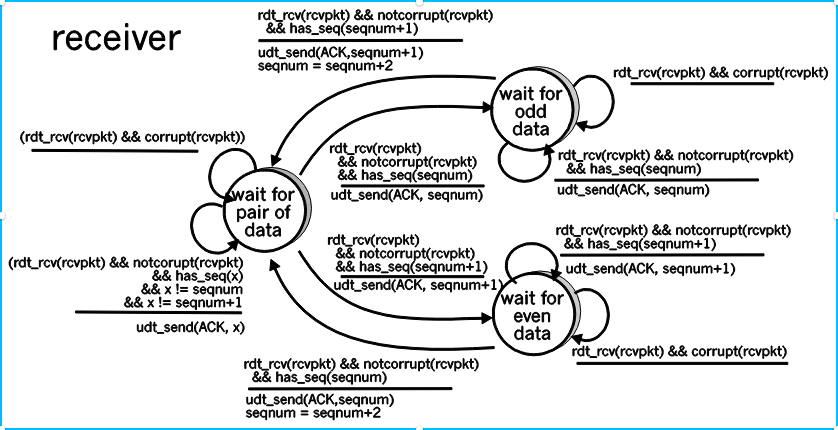 receiver
rdt_rcv(rcvpkt) && notcorrupt(rcvpkt)
&& has_seq(seqnum+1)
udt_send(ACK,seqnum+1)
seqnum = seqnum+2
wait for
odd
data
rdt_rcv(rcvpkt) && corrupt(rcvpkt)
rdt_rcv(rcvpkt) && notcorrupt(rcvpkt)
&& has_seq(seqnum)
udt_send(ACK, seqnum)
rdt_rcv(rcvpkt)
&& notcorrupt(rcvpkt)
&& has_seq(seqnum)
udt_send(ACK, seqnum)
(rdt_rcv(rcvpkt) && corrupt(rcvpkt))
wait for
pair of
data
(rdt_rcv(rcvpkt) && notcorupt(rcvpkt)
&& has_seq(x)
&& x != seqnum
&& x != seqnum+1
udt_send(ACK, x)
rdt_rcv(rcvpkt)
&& notcorrupt(rcvpkt)
&& has_seq(seqnum+1)
udt_send(ACK, seqnum+1)
rdt_rcv(rcvpkt) && notcorrupt(rcvpkt)
&& has_seq(seqnum+1)
udt_send(ACK, seqnum+1)
wait for
even
data
rdt_rcv(rcvpkt) && corrupt(rcvpkt)
rdt_rcv(rcvpkt) && notcorrupt(rcvpkt)
&& has_seq(seqnum)
udt_send(ACK,seqnum)
seqnum = seqnum+2